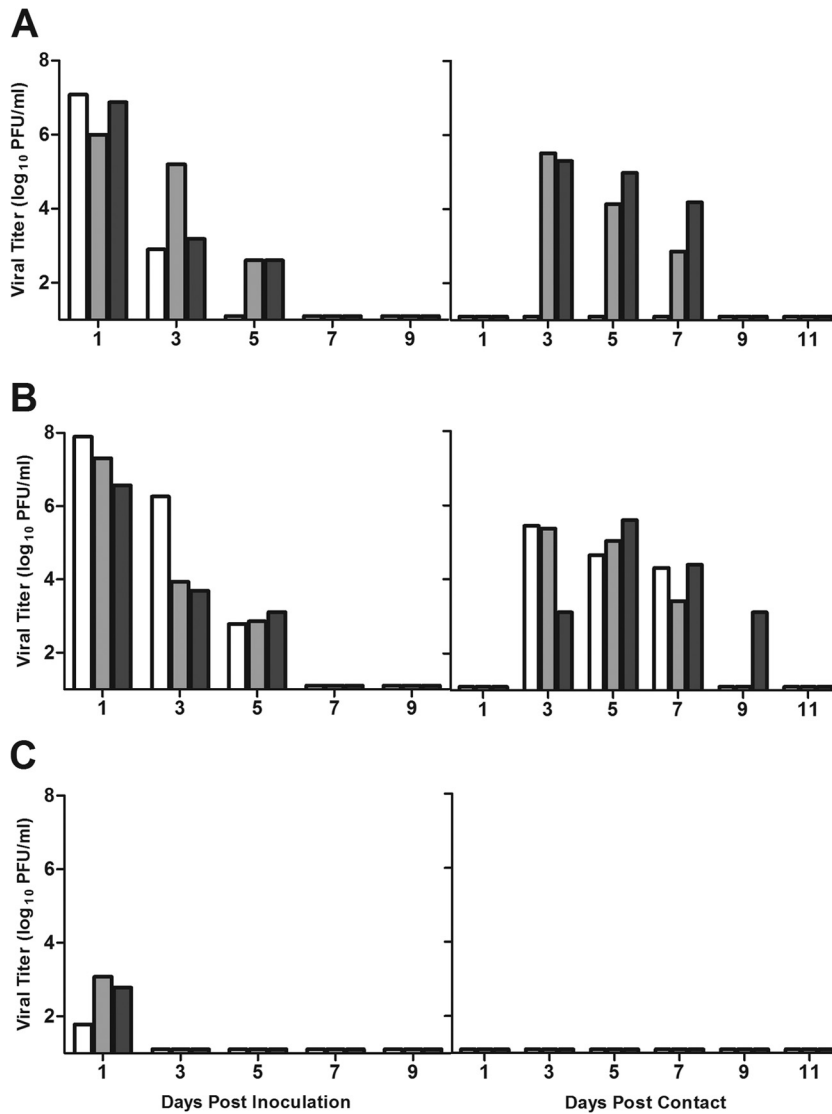 A
Viral Titer (log10 PFU/ml)
8
6
4
2
1 3 5 7 9
1 3 5 7 9 11
B
Viral Titer (log10 PFU/ml)
8
6
4
2
1 3 5 7 9
1 3 5 7 9 11
C
Viral Titer (log10 PFU/ml)
8
6
4
2
1 3 5 7 9
1 3 5 7 9 11
Days Post Inoculation
Days Post Contact